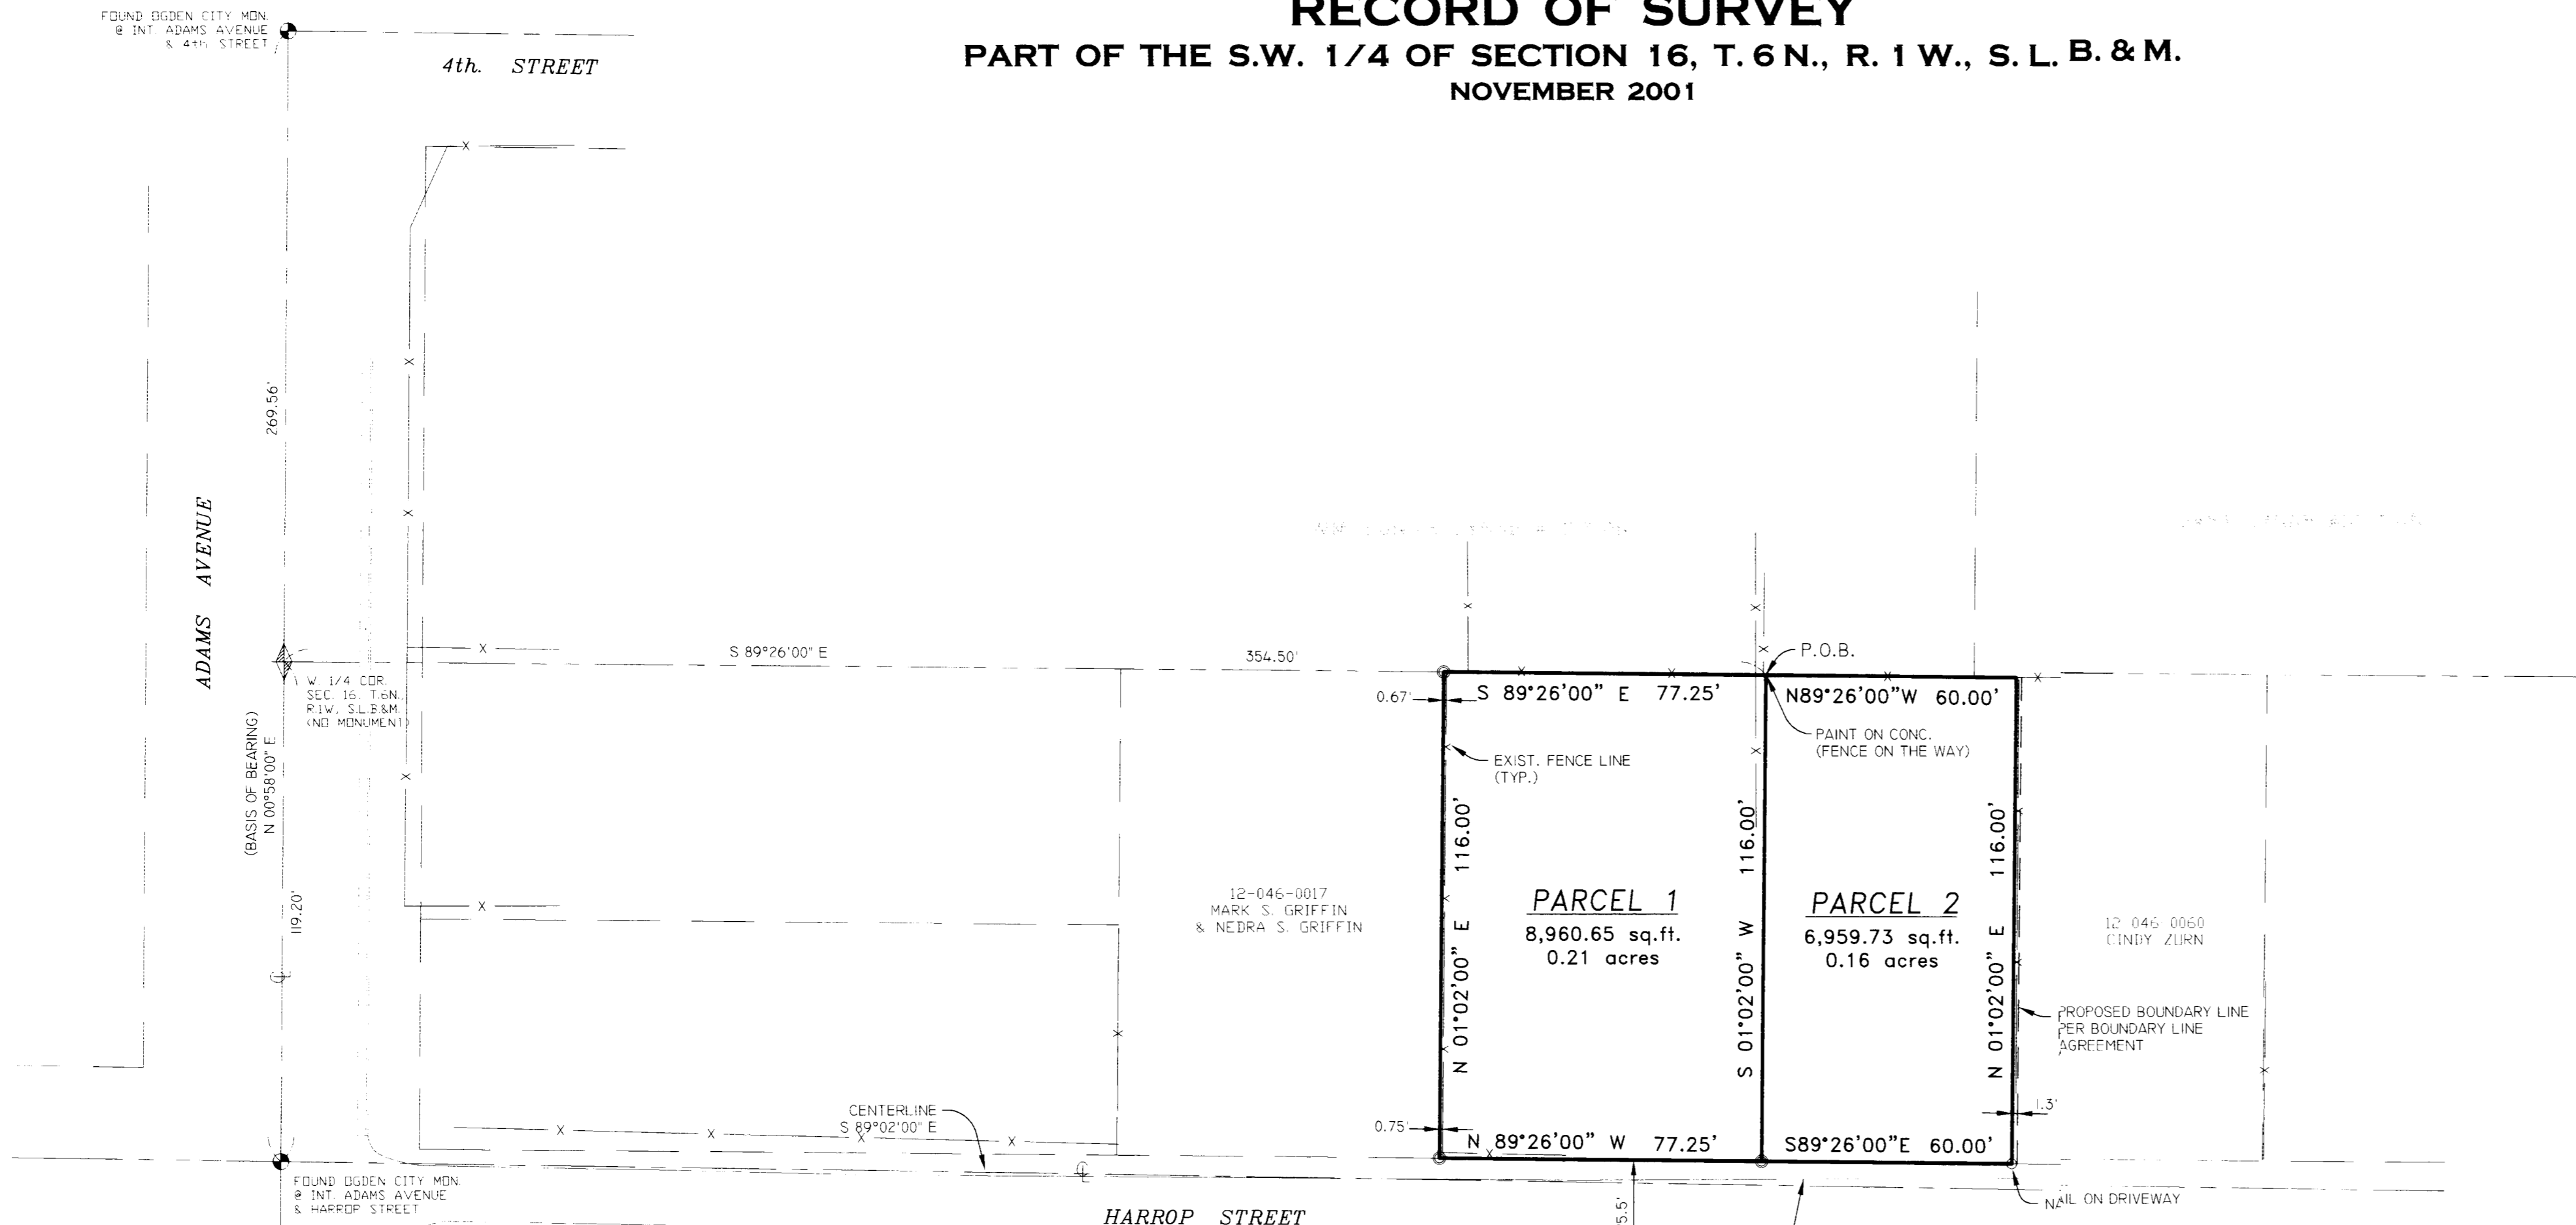 RECORD OF SURVEY
PART OF THE S.W. 1/4 OF SECTION 16, T. 6 N., R. 1 W., S. L. B. & M.
NOVEMBER 2001
FOUND OGDEN CITY MON.
@ INT. ADAMS AVENUE
& 4th STREET
4th. STREET
269.56'
ADAMS AVENUE
W. 1/4 COR.
SEC. 16, T.6N.,
R.1W, S.L.B.&M.
(NO MONUMENT)
(BASIS OF BEARING)
N 00°58'00" E
119.20'
S 89°26'00" E
354.50'
P.O.B.
0.67'
S 89°26'00" E 77.25'
N89°26'00"W 60.00'
PAINT ON CONC.
(FENCE ON THE WAY)
EXIST. FENCE LINE
(TYP.)
N 01°02'00" E 116.00'
S 01°02'00" W 116.00'
N 01°02'00" E 116.00'
12-046-0017
MARK S. GRIFFIN
& NEDRA S. GRIFFIN
PARCEL 1
8,960.65 sq.ft.
0.21 acres
PARCEL 2
6,959.73 sq.ft.
0.16 acres
12-046-0060
CINDY ZURN
PROPOSED BOUNDARY LINE
PER BOUNDARY LINE
AGREEMENT
1.3'
CENTERLINE
S 89°02'00" E
0.75'
N 89°26'00" W 77.25'
S89°26'00"E 60.00'
FOUND OGDEN CITY MON.
@ INT. ADAMS AVENUE
& HARROP STREET
HARROP STREET
NAIL ON DRIVEWAY